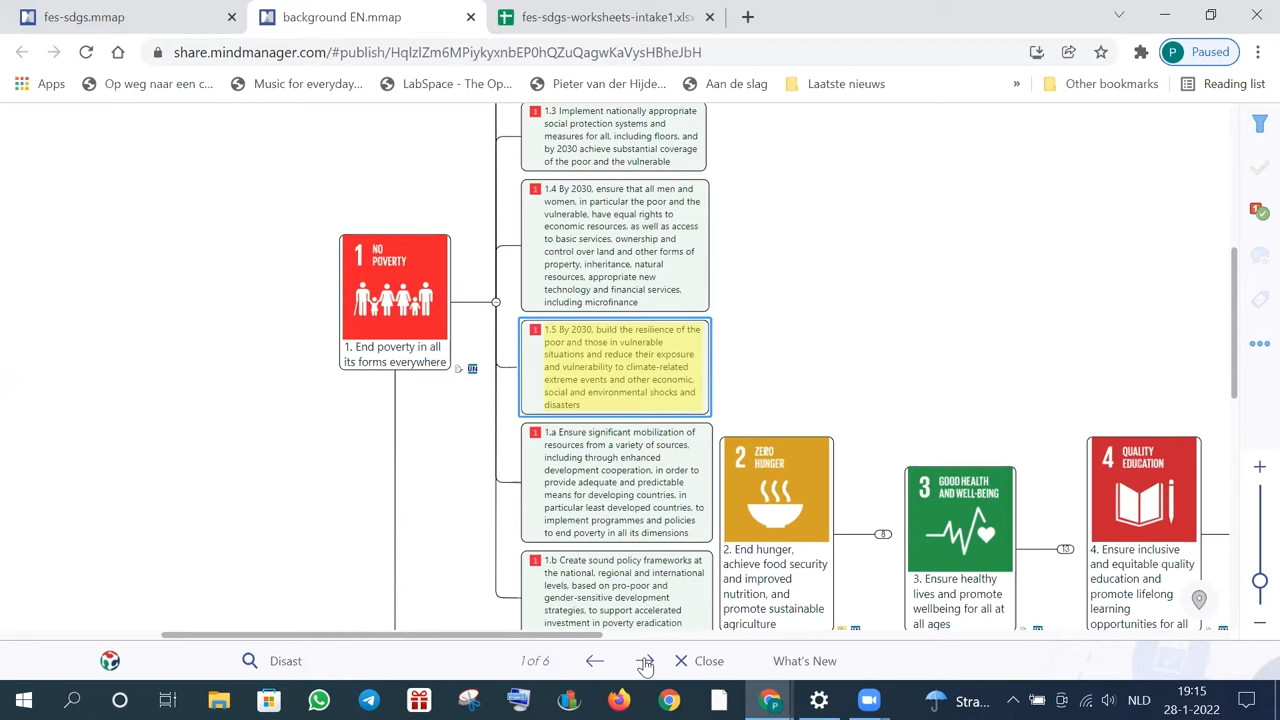 fes-sdgs.mmap
background EN.mmap
fes-sdgs-worksheets-intake1.xlsx
share.mindmanager.com/#publish/HqIzIZm6MPiykyxnbEP0hQZuQagwKaVysHBheJbH
P
Paused
Apps
Op weg naar een c...
Music for everyday...
LabSpace - The Op...
Pieter van der Hijde...
Aan de slag
Laatste nieuws
»
Other bookmarks
Reading list
1
1.3 Implement nationally appropriate
social protection systems and
measures for all, including floors, and
by 2030 achieve substantial coverage
of the poor and the vulnerable
1
1.4 By 2030, ensure that all men and
women, in particular the poor and the
vulnerable, have equal rights to
economic resources, as well as access
to basic services, ownership and
control over land and other forms of
property, inheritance, natural
resources, appropriate new
technology and financial services,
including microfinance
1 NO
POVERTY
1. End poverty in all
its forms everywhere
UN
1
1.5 By 2030, build the resilience of the
poor and those in vulnerable
situations and reduce their exposure
and vulnerability to climate-related
extreme events and other economic,
social and environmental shocks and
disasters
1
1.a Ensure significant mobilization of
resources from a variety of sources,
including through enhanced
development cooperation, in order to
provide adequate and predictable
means for developing countries, in
particular least developed countries, to
implement programmes and policies
to end poverty in all its dimensions
1
1.b Create sound policy frameworks at
the national, regional and international
levels, based on pro-poor and
gender-sensitive development
strategies, to support accelerated
investment in poverty eradication
2 ZERO
HUNGER
2. End hunger,
achieve food security
and improved
nutrition, and
promote sustainable
agriculture
8
3 GOOD HEALTH
AND WELL-BEING
3. Ensure healthy
lives and promote
wellbeing for all at
all ages
13
4 QUALITY
EDUCATION
4. Ensure inclusive
and equitable quality
education and
promote lifelong
learning
opportunities for all
Disast
1 of 6
Close
What's New
Stra...
NLD
19:15
28-1-2022